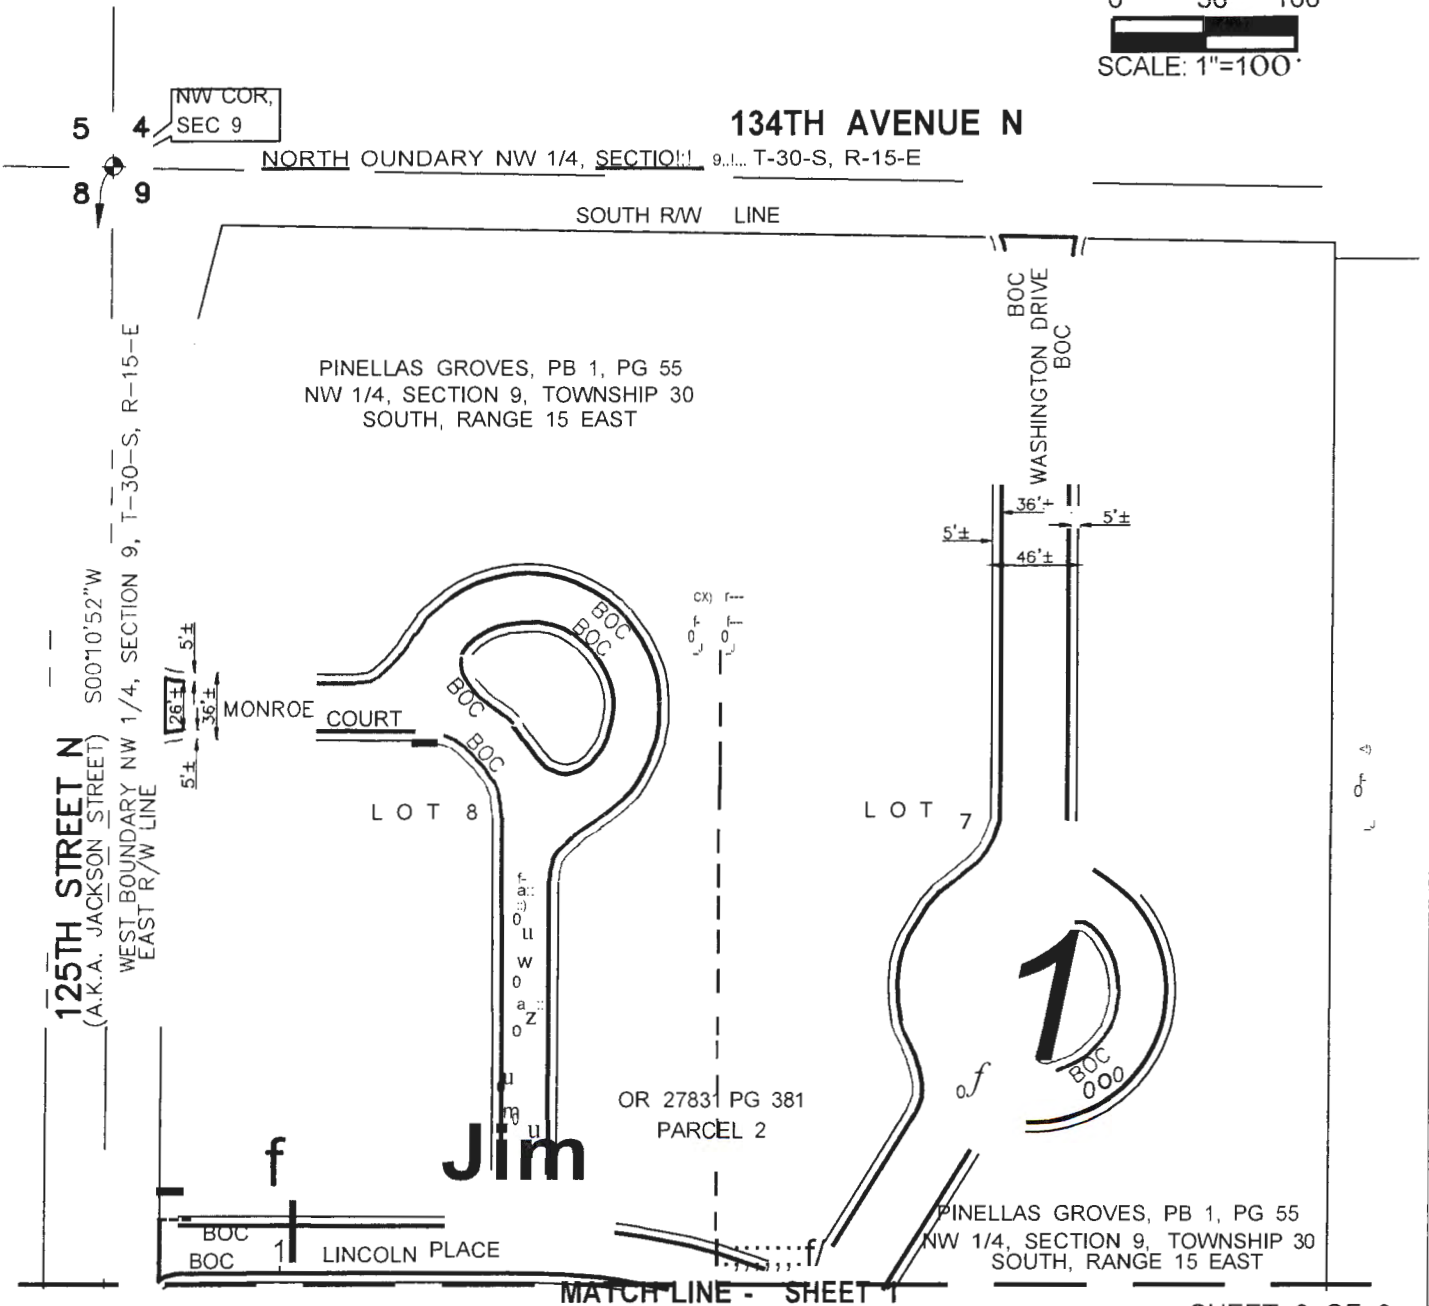 SCALE: 1"=100'
NW COR,
SEC 9
5 4
8 9
134TH AVENUE N
NORTH OUNDARY NW 1/4, T-30-S, R-15-E
SOUTH R/W LINE
BOC
WASHINGTON DRIVE
BOC
PINELLAS GROVES, PB 1, PG 55
NW 1/4, SECTION 9, TOWNSHIP 30
SOUTH, RANGE 15 EAST
36'±
5'±
5'±
46'±
125TH STREET N
(A.K.A. JACKSON STREET) S00°10'52"W
WEST BOUNDARY NW 1/4, SECTION 9, T-30-S, R-15-E
EAST R/W LINE
5'±
26'±
36'±
5'±
MONROE COURT
BOC
BOC
BOC
BOC
LOT 8
LOT 7
1
BOC
OR 27831 PG 381
PARCEL 2
Jim
f
BOC
BOC
LINCOLN PLACE
PINELLAS GROVES, PB 1, PG 55
NW 1/4, SECTION 9, TOWNSHIP 30
SOUTH, RANGE 15 EAST
MATCH LINE - SHEET 1